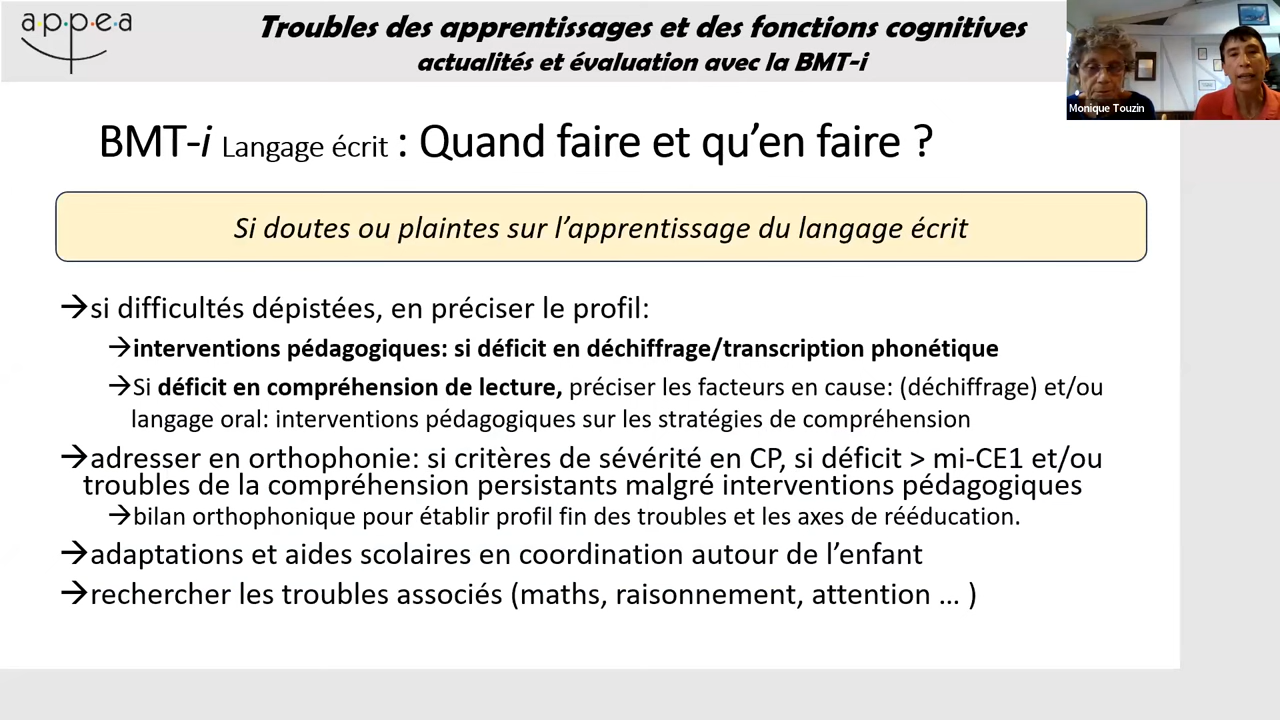 a·p·p·e·a
Troubles des apprentissages et des fonctions cognitives
actualités et évaluation avec la BMT-i
Monique Touzin
BMT-i Langage écrit : Quand faire et qu’en faire ?
Si doutes ou plaintes sur l’apprentissage du langage écrit
→si difficultés dépistées, en préciser le profil:
→interventions pédagogiques: si déficit en déchiffrage/transcription phonétique
→Si déficit en compréhension de lecture, préciser les facteurs en cause: (déchiffrage) et/ou
langage oral: interventions pédagogiques sur les stratégies de compréhension
→adresser en orthophonie: si critères de sévérité en CP, si déficit > mi-CE1 et/ou
troubles de la compréhension persistants malgré interventions pédagogiques
→bilan orthophonique pour établir profil fin des troubles et les axes de rééducation.
→adaptations et aides scolaires en coordination autour de l’enfant
→rechercher les troubles associés (maths, raisonnement, attention … )